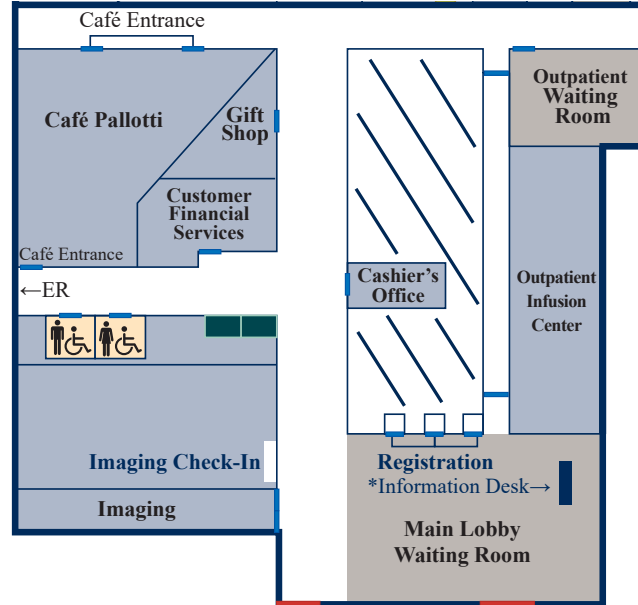 Café Entrance
Outpatient
Waiting
Room
Café Pallotti
Gift
Shop
Customer
Financial
Services
Café Entrance
Cashier's
Office
Outpatient
Infusion
Center
←ER
Imaging Check-In
Registration
*Information Desk→
Imaging
Main Lobby
Waiting Room